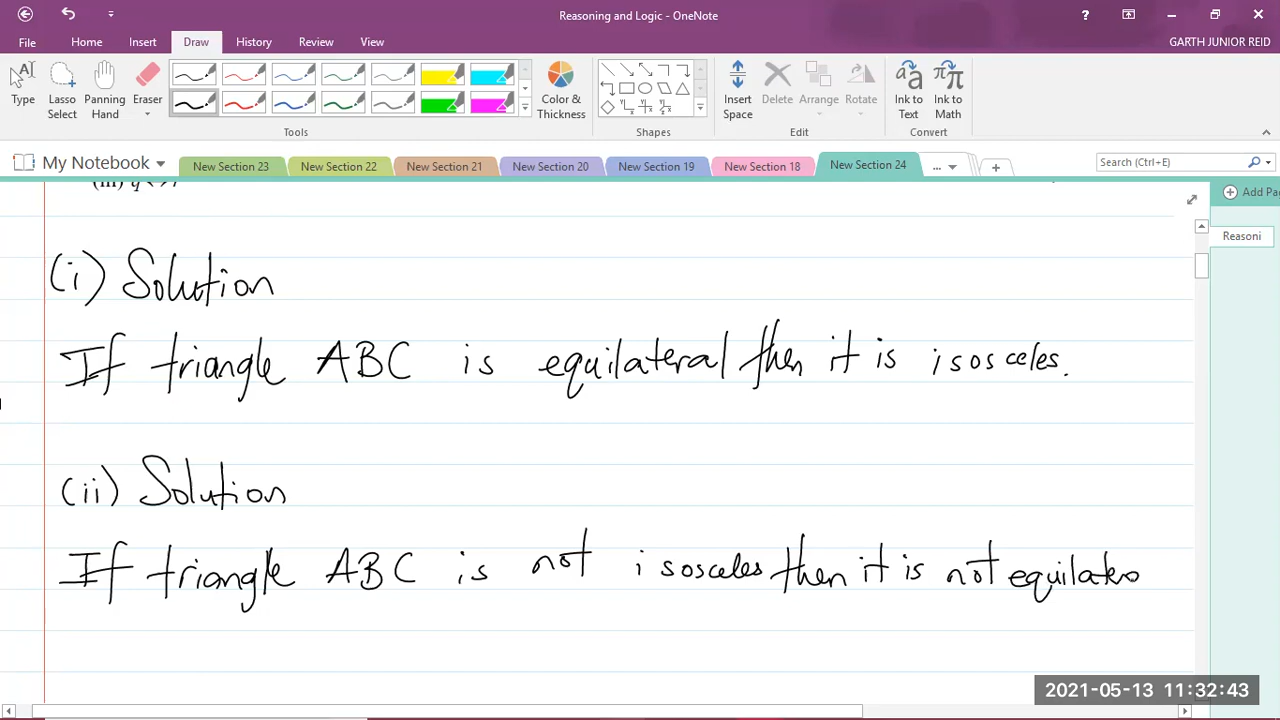 Reasoning and Logic - OneNote
File Home Insert Draw History Review View GARTH JUNIOR REID
Type Lasso Select Panning Hand Eraser Color & Thickness Insert Space Delete Arrange Rotate Ink to Text Ink to Math
Tools Shapes Edit Convert
My Notebook New Section 23 New Section 22 New Section 21 New Section 20 New Section 19 New Section 18 New Section 24 ... Search (Ctrl+E)
Add Pa
Reasoni
(i) Solution
If triangle ABC is equilateral then it is isosceles.
(ii) Solution
If triangle ABC is not isosceles then it is not equilatera
2021-05-13 11:32:43